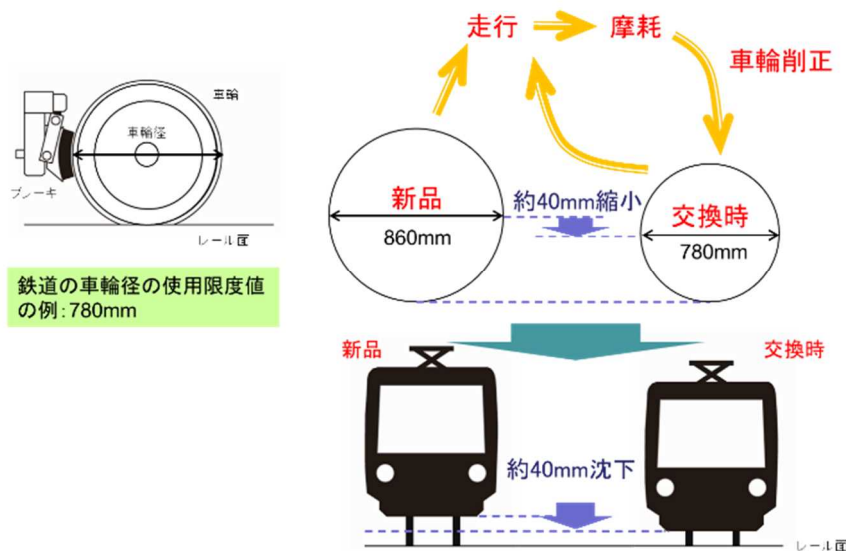 走行
摩耗
車輪削正
車輪
車輪径
ブレーキ
レール面
鉄道の車輪径の使用限度値
の例:780mm
新品
860mm
約40mm縮小
交換時
780mm
新品
交換時
約40mm沈下
レール面